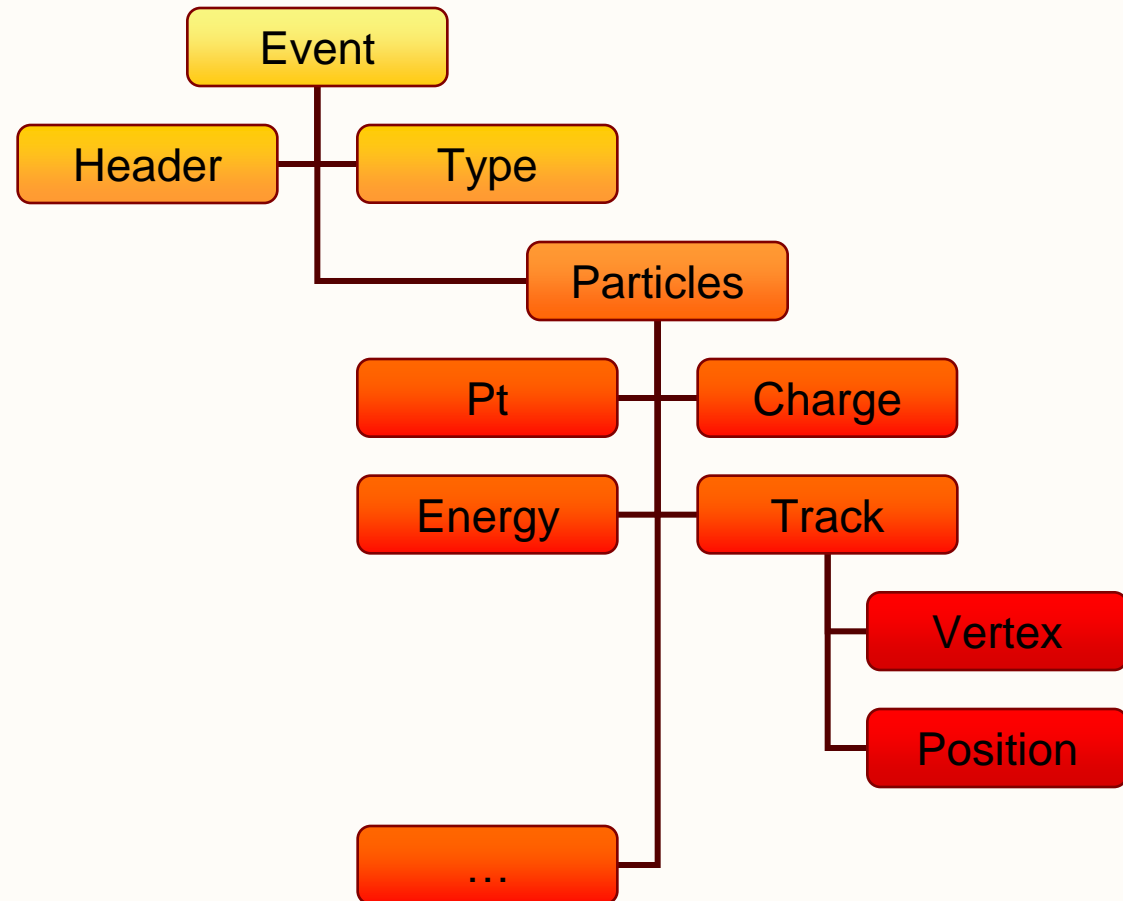 Event
Header
Type
Particles
Pt
Charge
Energy
Track
Vertex
Position
…